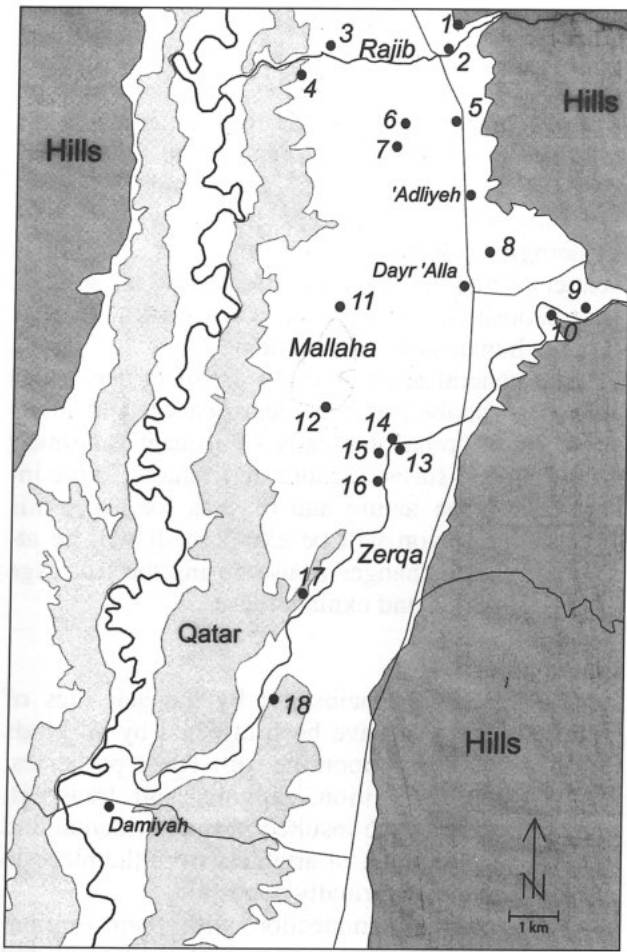 1
3
Rajib
2
4
Hills
Hills
6
5
7
'Adliyeh
8
Dayr 'Alla
9
11
10
Mallaha
12
14
15
13
16
Zerqa
17
Qatar
18
Hills
Damiyah
N
1 km